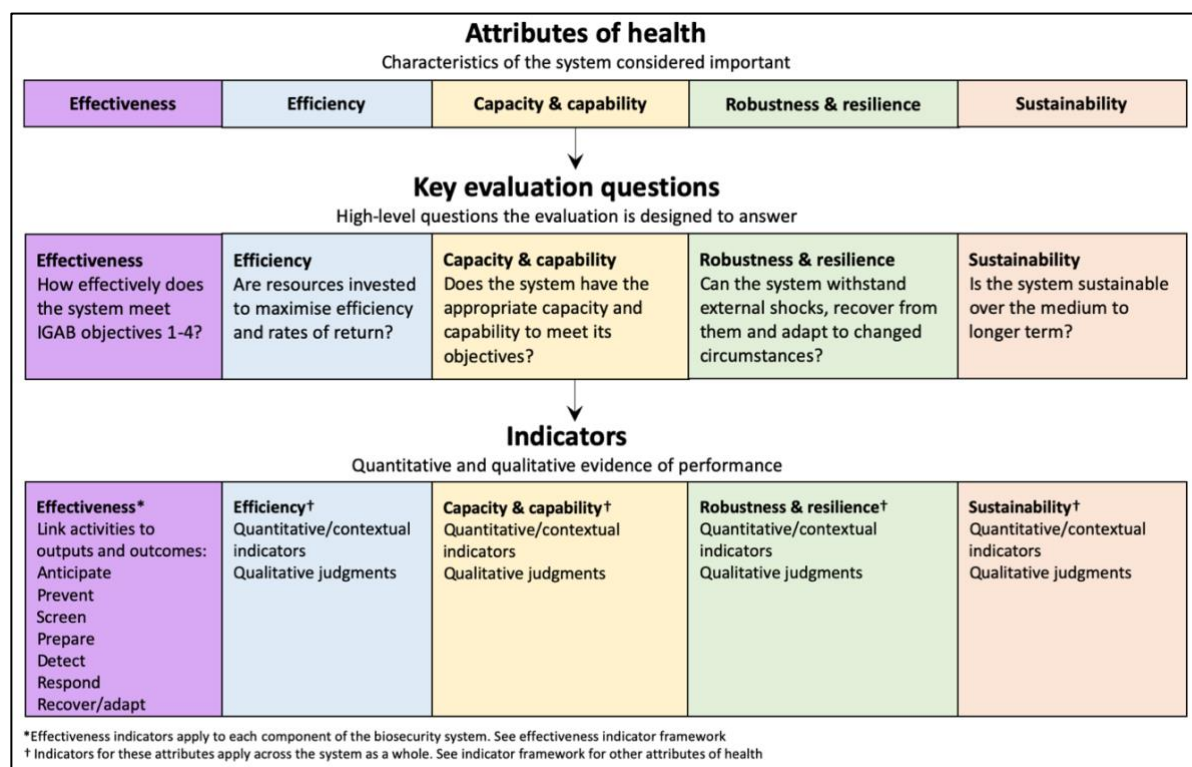 Attributes of health
Characteristics of the system considered important
Effectiveness
Efficiency
Capacity & capability
Robustness & resilience
Sustainability
Key evaluation questions
High-level questions the evaluation is designed to answer
Effectiveness
How effectively does
the system meet
IGAB objectives 1-4?
Efficiency
Are resources invested
to maximise efficiency
and rates of return?
Capacity & capability
Does the system have the
appropriate capacity and
capability to meet its
objectives?
Robustness & resilience
Can the system withstand
external shocks, recover from
them and adapt to changed
circumstances?
Sustainability
Is the system sustainable
over the medium to
longer term?
Indicators
Quantitative and qualitative evidence of performance
Effectiveness*
Link activities to
outputs and outcomes:
Anticipate
Prevent
Screen
Prepare
Detect
Respond
Recover/adapt
Efficiency†
Quantitative/contextual
indicators
Qualitative judgments
Capacity & capability†
Quantitative/contextual
indicators
Qualitative judgments
Robustness & resilience†
Quantitative/contextual
indicators
Qualitative judgments
Sustainability†
Quantitative/contextual
indicators
Qualitative judgments
*Effectiveness indicators apply to each component of the biosecurity system. See effectiveness indicator framework
† Indicators for these attributes apply across the system as a whole. See indicator framework for other attributes of health